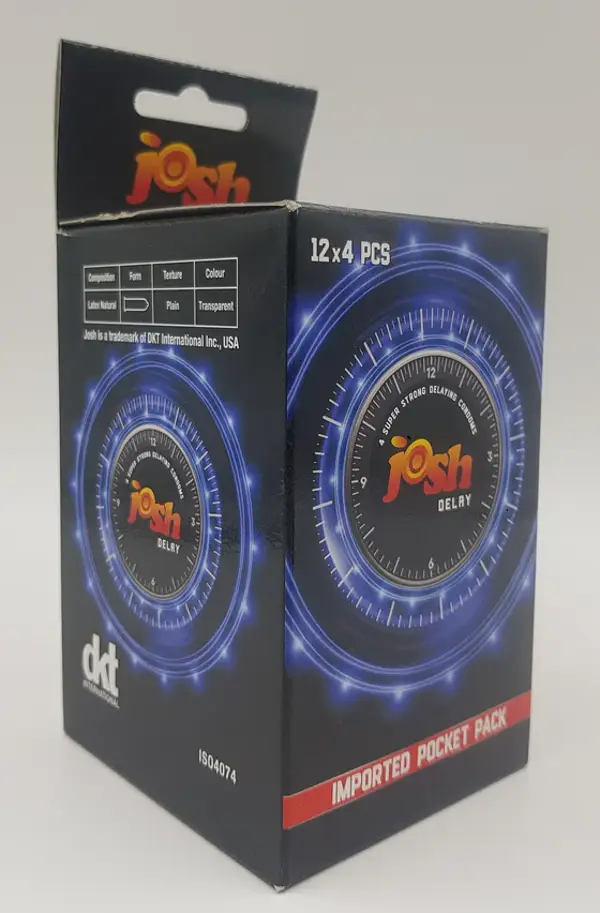 josh
Composition Form Texture Colour
Latex Natural Plain Transparent
Josh is a trademark of DKT International Inc., USA
12
4 SUPER STRONG DELAYING CONDOMS
9
3
josh
DELAY
6
dkt
INTERNATIONAL
ISO4074
12x4 PCS
12
4 SUPER STRONG DELAYING CONDOMS
9
3
josh
DELAY
6
IMPORTED POCKET PACK